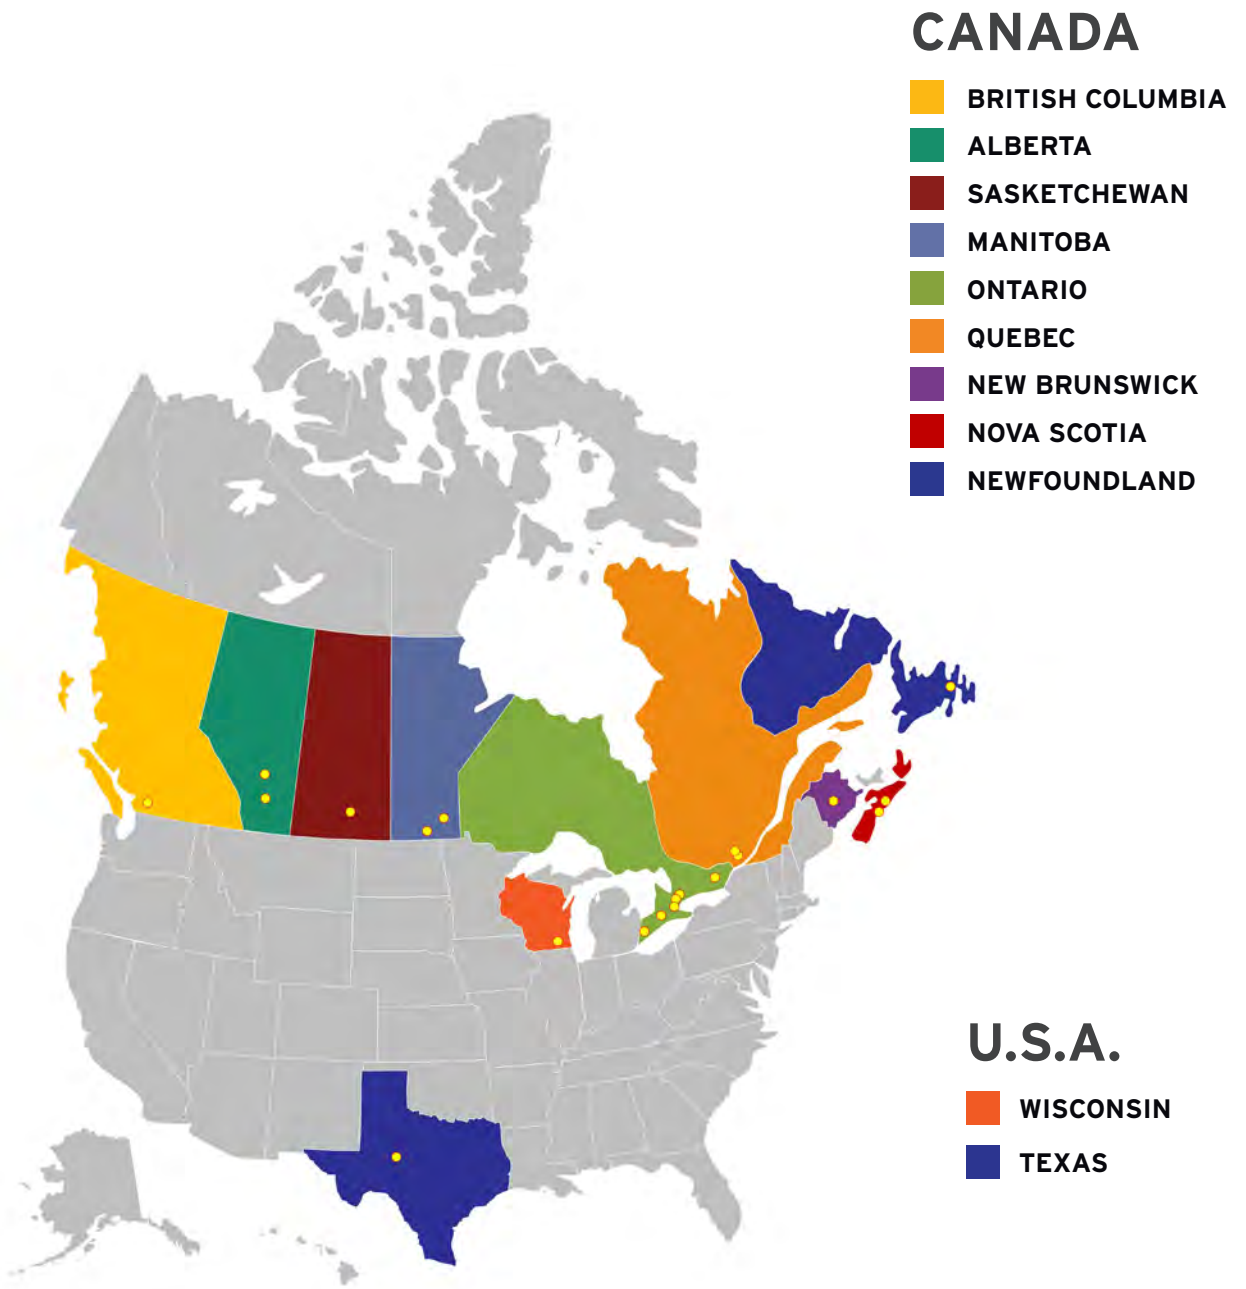 CANADA
BRITISH COLUMBIA
ALBERTA
SASKETCHEWAN
MANITOBA
ONTARIO
QUEBEC
NEW BRUNSWICK
NOVA SCOTIA
NEWFOUNDLAND
U.S.A.
WISCONSIN
TEXAS